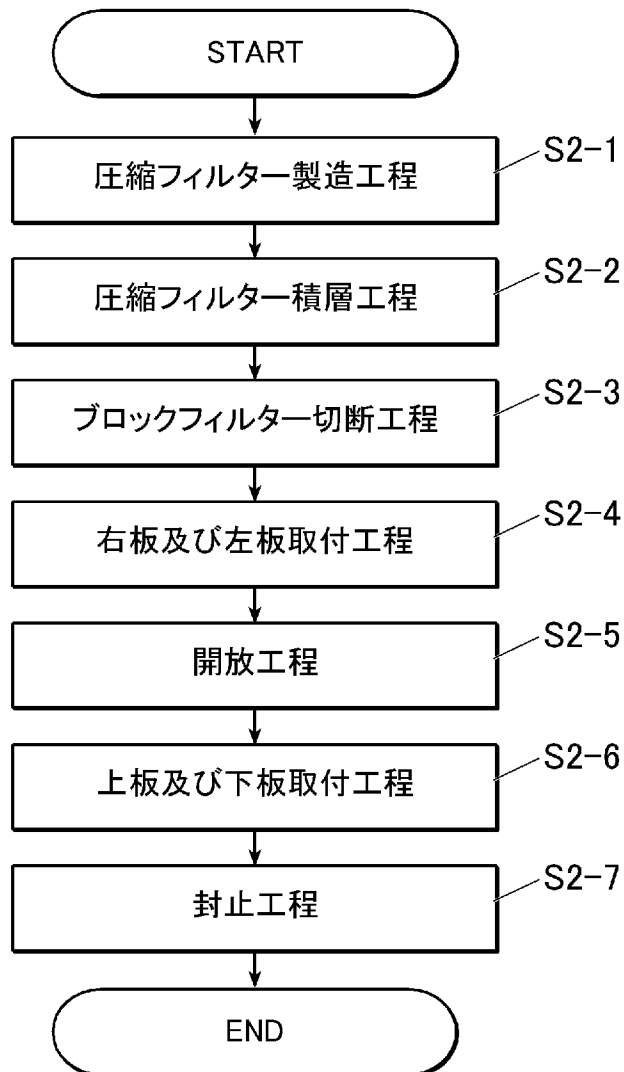 START
圧縮フィルター製造工程
S2-1
圧縮フィルター積層工程
S2-2
ブロックフィルター切断工程
S2-3
右板及び左板取付工程
S2-4
開放工程
S2-5
上板及び下板取付工程
S2-6
封止工程
S2-7
END